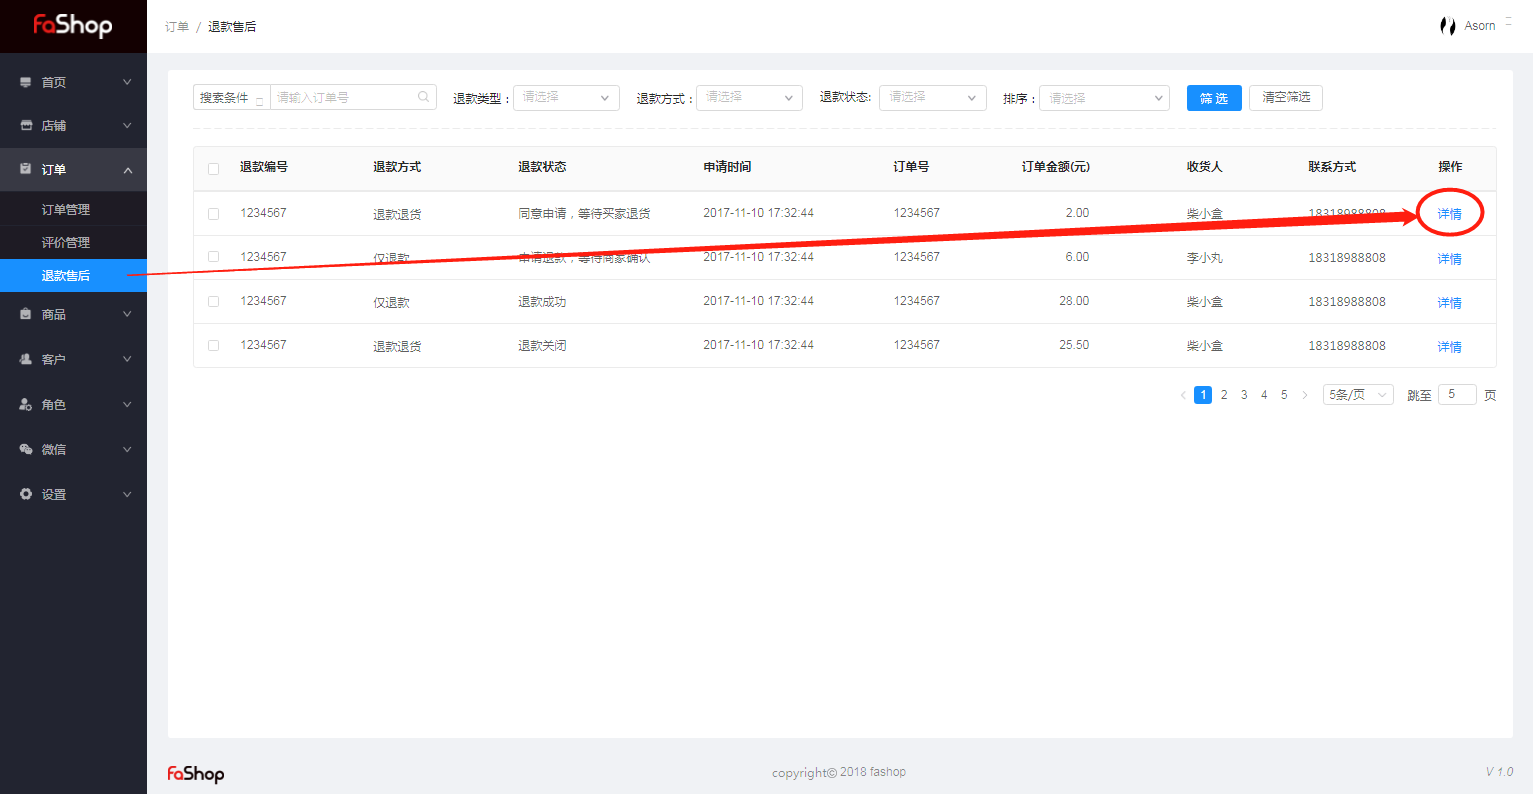 faShop
订单 / 退款售后
Asorn
首页
店铺
订单
订单管理
评价管理
退款售后
商品
客户
角色
微信
设置
搜索条件 请输入订单号 退款类型： 请选择 退款方式： 请选择 退款状态: 请选择 排序： 请选择 筛 选 清空筛选
退款编号 退款方式 退款状态 申请时间 订单号 订单金额(元) 收货人 联系方式 操作
1234567 退款退货 同意申请，等待买家退货 2017-11-10 17:32:44 1234567 2.00 柴小盒 18318988808 详情
1234567 仅退款 申请退款，等待商家确认 2017-11-10 17:32:44 1234567 6.00 李小丸 18318988808 详情
1234567 仅退款 退款成功 2017-11-10 17:32:44 1234567 28.00 柴小盒 18318988808 详情
1234567 退款退货 退款关闭 2017-11-10 17:32:44 1234567 25.50 柴小盒 18318988808 详情
1 2 3 4 5 5条/页 跳至 5 页
faShop
copyright© 2018 fashop
V 1.0